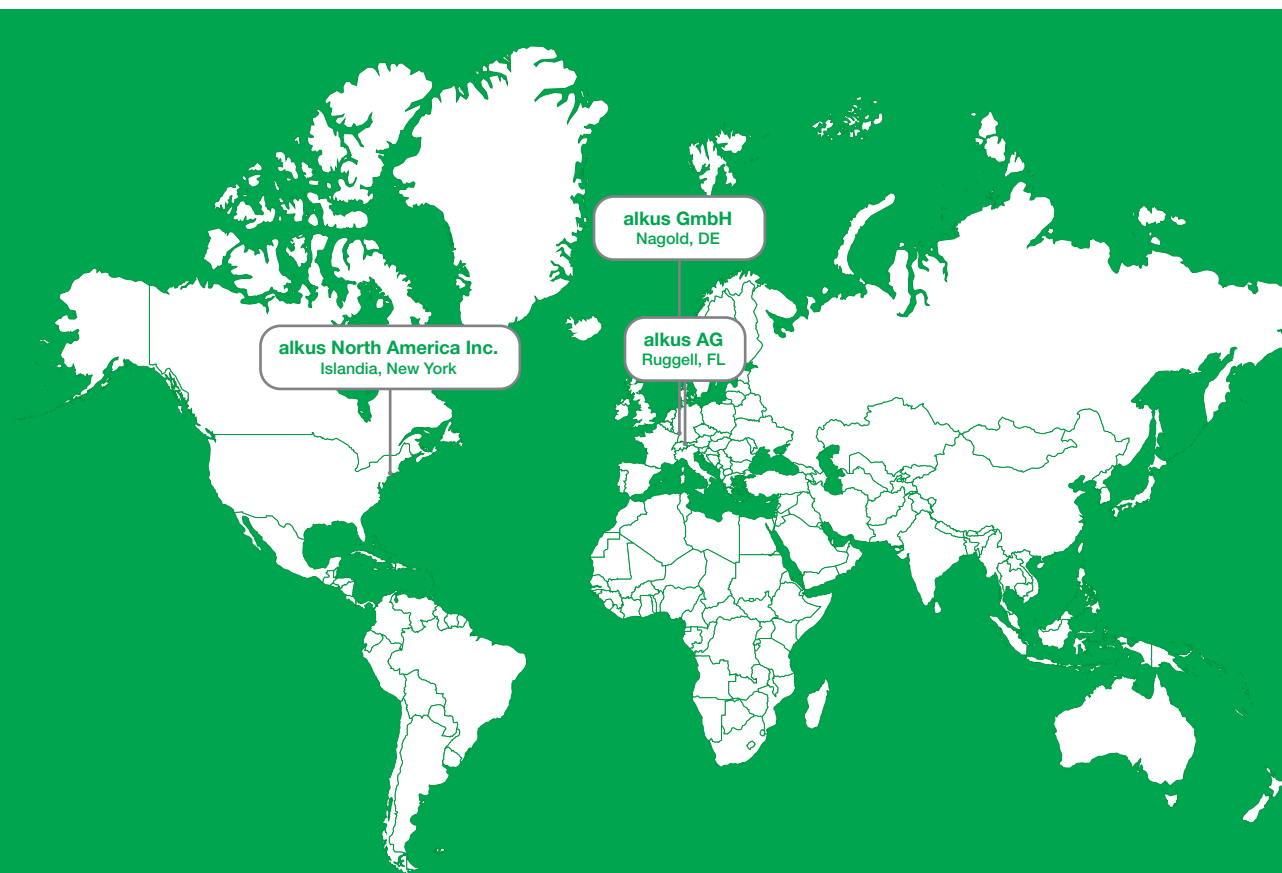 alkus GmbH
Nagold, DE
alkus AG
Ruggell, FL
alkus North America Inc.
Islandia, New York